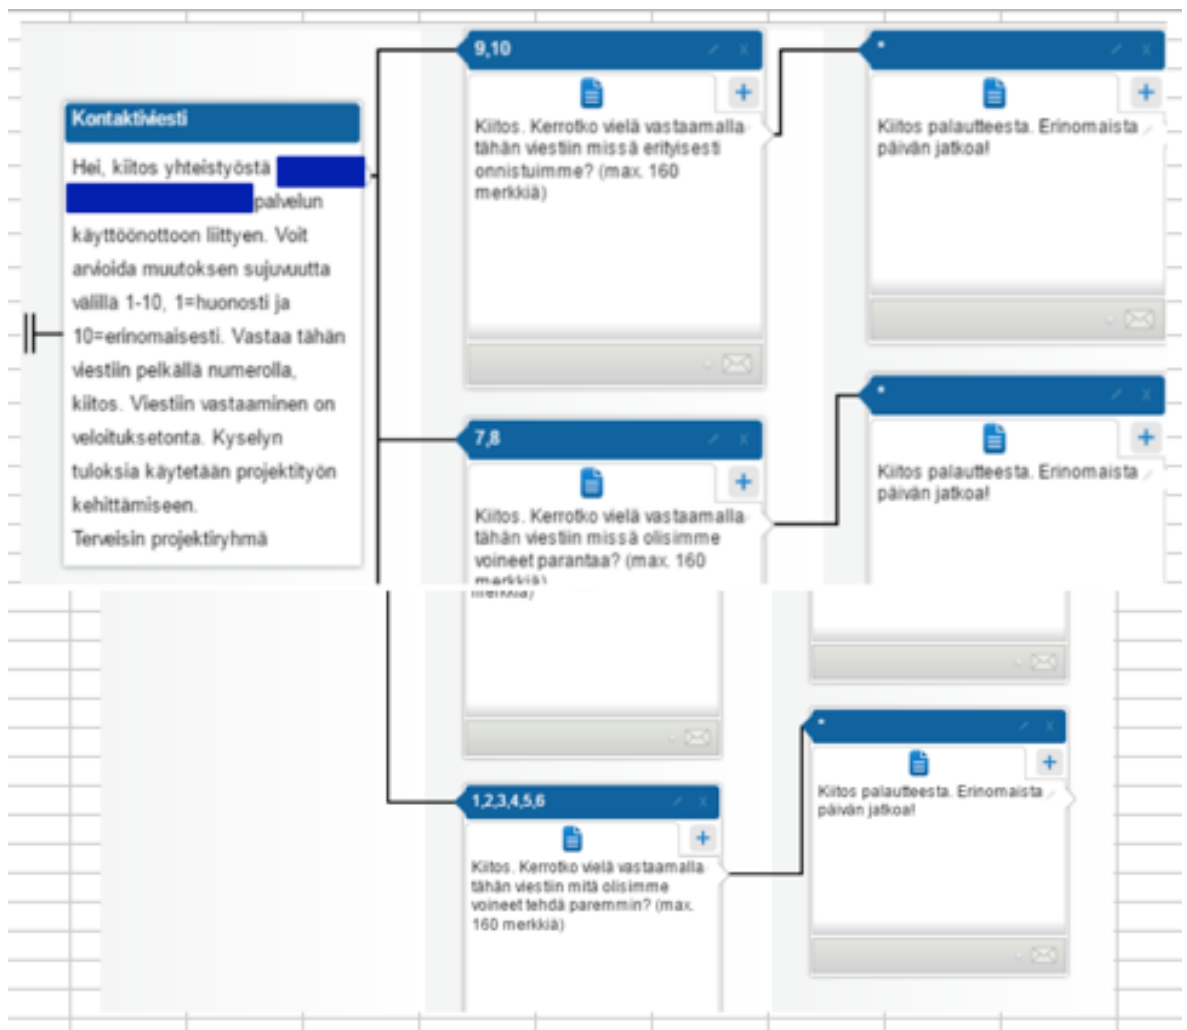 Kontaktiviesti
Hei, kiitos yhteistyöstä
palvelun
käyttöönottoon liittyen. Voit
arvioida muutoksen sujuvuutta
välillä 1-10, 1=huonosti ja
10=erinomaisesti. Vastaa tähän
viestiin pelkällä numerolla,
kiitos. Viestiin vastaaminen on
veloituksetonta. Kyselyn
tuloksia käytetään projektityön
kehittämiseen.
Terveisin projektiryhmä
9,10
Kiitos. Kerrotko vielä vastaamalla
tähän viestiin missä erityisesti
onnistuimme? (max. 160
merkkiä)
*
Kiitos palautteesta. Erinomaista
päivän jatkoa!
7,8
Kiitos. Kerrotko vielä vastaamalla
tähän viestiin missä olisimme
voineet parantaa? (max. 160
merkkiä)
*
Kiitos palautteesta. Erinomaista
päivän jatkoa!
merkkiä)
1,2,3,4,5,6
Kiitos. Kerrotko vielä vastaamalla
tähän viestiin mitä olisimme
voineet tehdä paremmin? (max.
160 merkkiä)
*
Kiitos palautteesta. Erinomaista
päivän jatkoa!